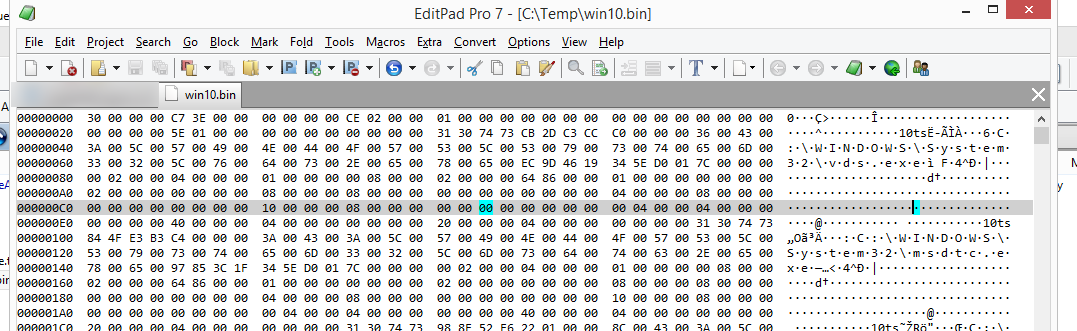 EditPad Pro 7 - [C:\Temp\win10.bin]
File Edit Project Search Go Block Mark Fold Tools Macros Extra Convert Options View Help
win10.bin
00000000 30 00 00 00 C7 3E 00 00 00 00 00 00 CE 02 00 00 01 00 00 00 00 00 00 00 00 00 00 00 00 00 00 00 0···Ç>······Î···················
00000020 00 00 00 00 5E 01 00 00 00 00 00 00 00 00 00 00 31 30 74 73 CB 2D C3 CC C0 00 00 00 36 00 43 00 ····^···········10tsË-ÃÌÀ···6·C·
00000040 3A 00 5C 00 57 00 49 00 4E 00 44 00 4F 00 57 00 53 00 5C 00 53 00 79 00 73 00 74 00 65 00 6D 00 :·\·W·I·N·D·O·W·S·\·S·y·s·t·e·m·
00000060 33 00 32 00 5C 00 76 00 64 00 73 00 2E 00 65 00 78 00 65 00 EC 9D 46 19 34 5E D0 01 7C 00 00 00 3·2·\·v·d·s·.·e·x·e·ì F·4^Ð·|···
00000080 00 02 00 00 04 00 00 00 01 00 00 00 08 00 00 00 02 00 00 00 64 86 00 00 01 00 00 00 00 00 00 00 ····················d†··········
000000A0 02 00 00 00 00 00 00 00 08 00 00 00 08 00 00 00 00 00 00 00 00 00 00 00 04 00 00 00 08 00 00 00 ································
000000C0 00 00 00 00 00 00 00 00 10 00 00 00 08 00 00 00 00 00 00 00 00 00 00 00 00 04 00 00 04 00 00 00 ································
000000E0 00 00 00 00 40 00 00 00 04 00 00 00 00 00 00 00 20 00 00 00 04 00 00 00 00 00 00 00 31 30 74 73 ····@······· ··· ···········10ts
00000100 84 4F E3 B3 C4 00 00 00 3A 00 43 00 3A 00 5C 00 57 00 49 00 4E 00 44 00 4F 00 57 00 53 00 5C 00 „Oã³Ä···:·C·:·\·W·I·N·D·O·W·S·\·
00000120 53 00 79 00 73 00 74 00 65 00 6D 00 33 00 32 00 5C 00 6D 00 73 00 64 00 74 00 63 00 2E 00 65 00 S·y·s·t·e·m·3·2·\·m·s·d·t·c·.·e·
00000140 78 00 65 00 97 85 3C 1F 34 5E D0 01 7C 00 00 00 00 02 00 00 04 00 00 00 01 00 00 00 08 00 00 00 x·e·—…<·4^Ð·|···················
00000160 02 00 00 00 64 86 00 00 01 00 00 00 00 00 00 00 02 00 00 00 00 00 00 00 08 00 00 00 08 00 00 00 ····d†··························
00000180 00 00 00 00 00 00 00 00 04 00 00 00 08 00 00 00 00 00 00 00 00 00 00 00 10 00 00 00 08 00 00 00 ································
000001A0 00 00 00 00 00 00 00 00 00 04 00 00 04 00 00 00 00 00 00 00 40 00 00 00 04 00 00 00 00 00 00 00 ····················@···········
000001C0 20 00 00 00 04 00 00 00 00 00 00 00 31 30 74 73 98 8E 52 F6 22 01 00 00 8C 00 43 00 3A 00 5C 00 ···········10ts˜ŽRö"···Œ·C·:·\·